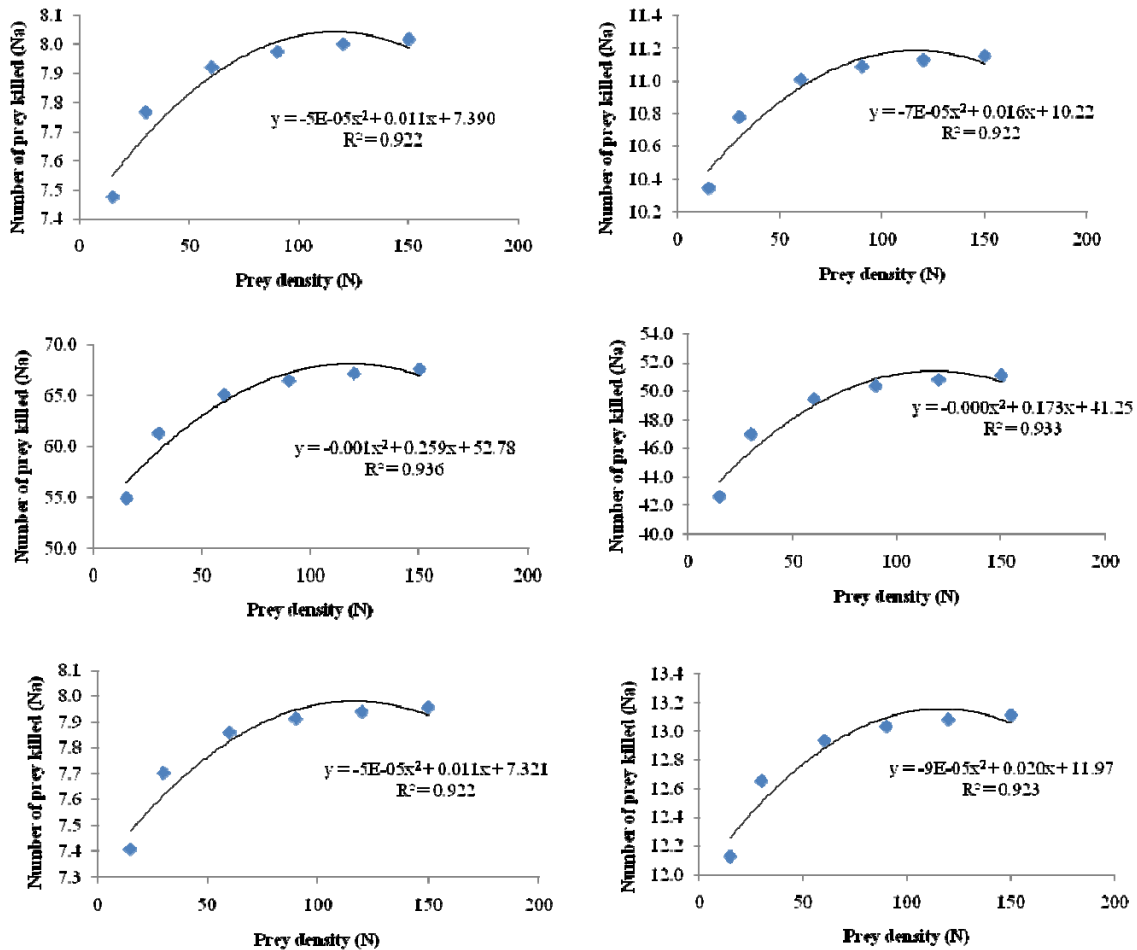 Number of prey killed (Na)
8.1
8.0
7.9
7.8
7.7
7.6
7.5
7.4
y = -5E-05x² + 0.011x + 7.390
R² = 0.922
0 50 100 150 200
Prey density (N)
Number of prey killed (Na)
11.4
11.2
11.0
10.8
10.6
10.4
10.2
y = -7E-05x² + 0.016x + 10.22
R² = 0.922
0 50 100 150 200
Prey density (N)
Number of prey killed (Na)
70.0
65.0
60.0
55.0
50.0
y = -0.001x² + 0.259x + 52.78
R² = 0.936
0 50 100 150 200
Prey density (N)
Number of prey killed (Na)
54.0
52.0
50.0
48.0
46.0
44.0
42.0
40.0
y = -0.000x² + 0.173x + 41.25
R² = 0.933
0 50 100 150 200
Prey density (N)
Number of prey killed (Na)
8.1
8.0
7.9
7.8
7.7
7.6
7.5
7.4
7.3
y = -5E-05x² + 0.011x + 7.321
R² = 0.922
0 50 100 150 200
Prey density (N)
Number of prey killed (Na)
13.4
13.2
13.0
12.8
12.6
12.4
12.2
12.0
y = -9E-05x² + 0.020x + 11.97
R² = 0.923
0 50 100 150 200
Prey density (N)